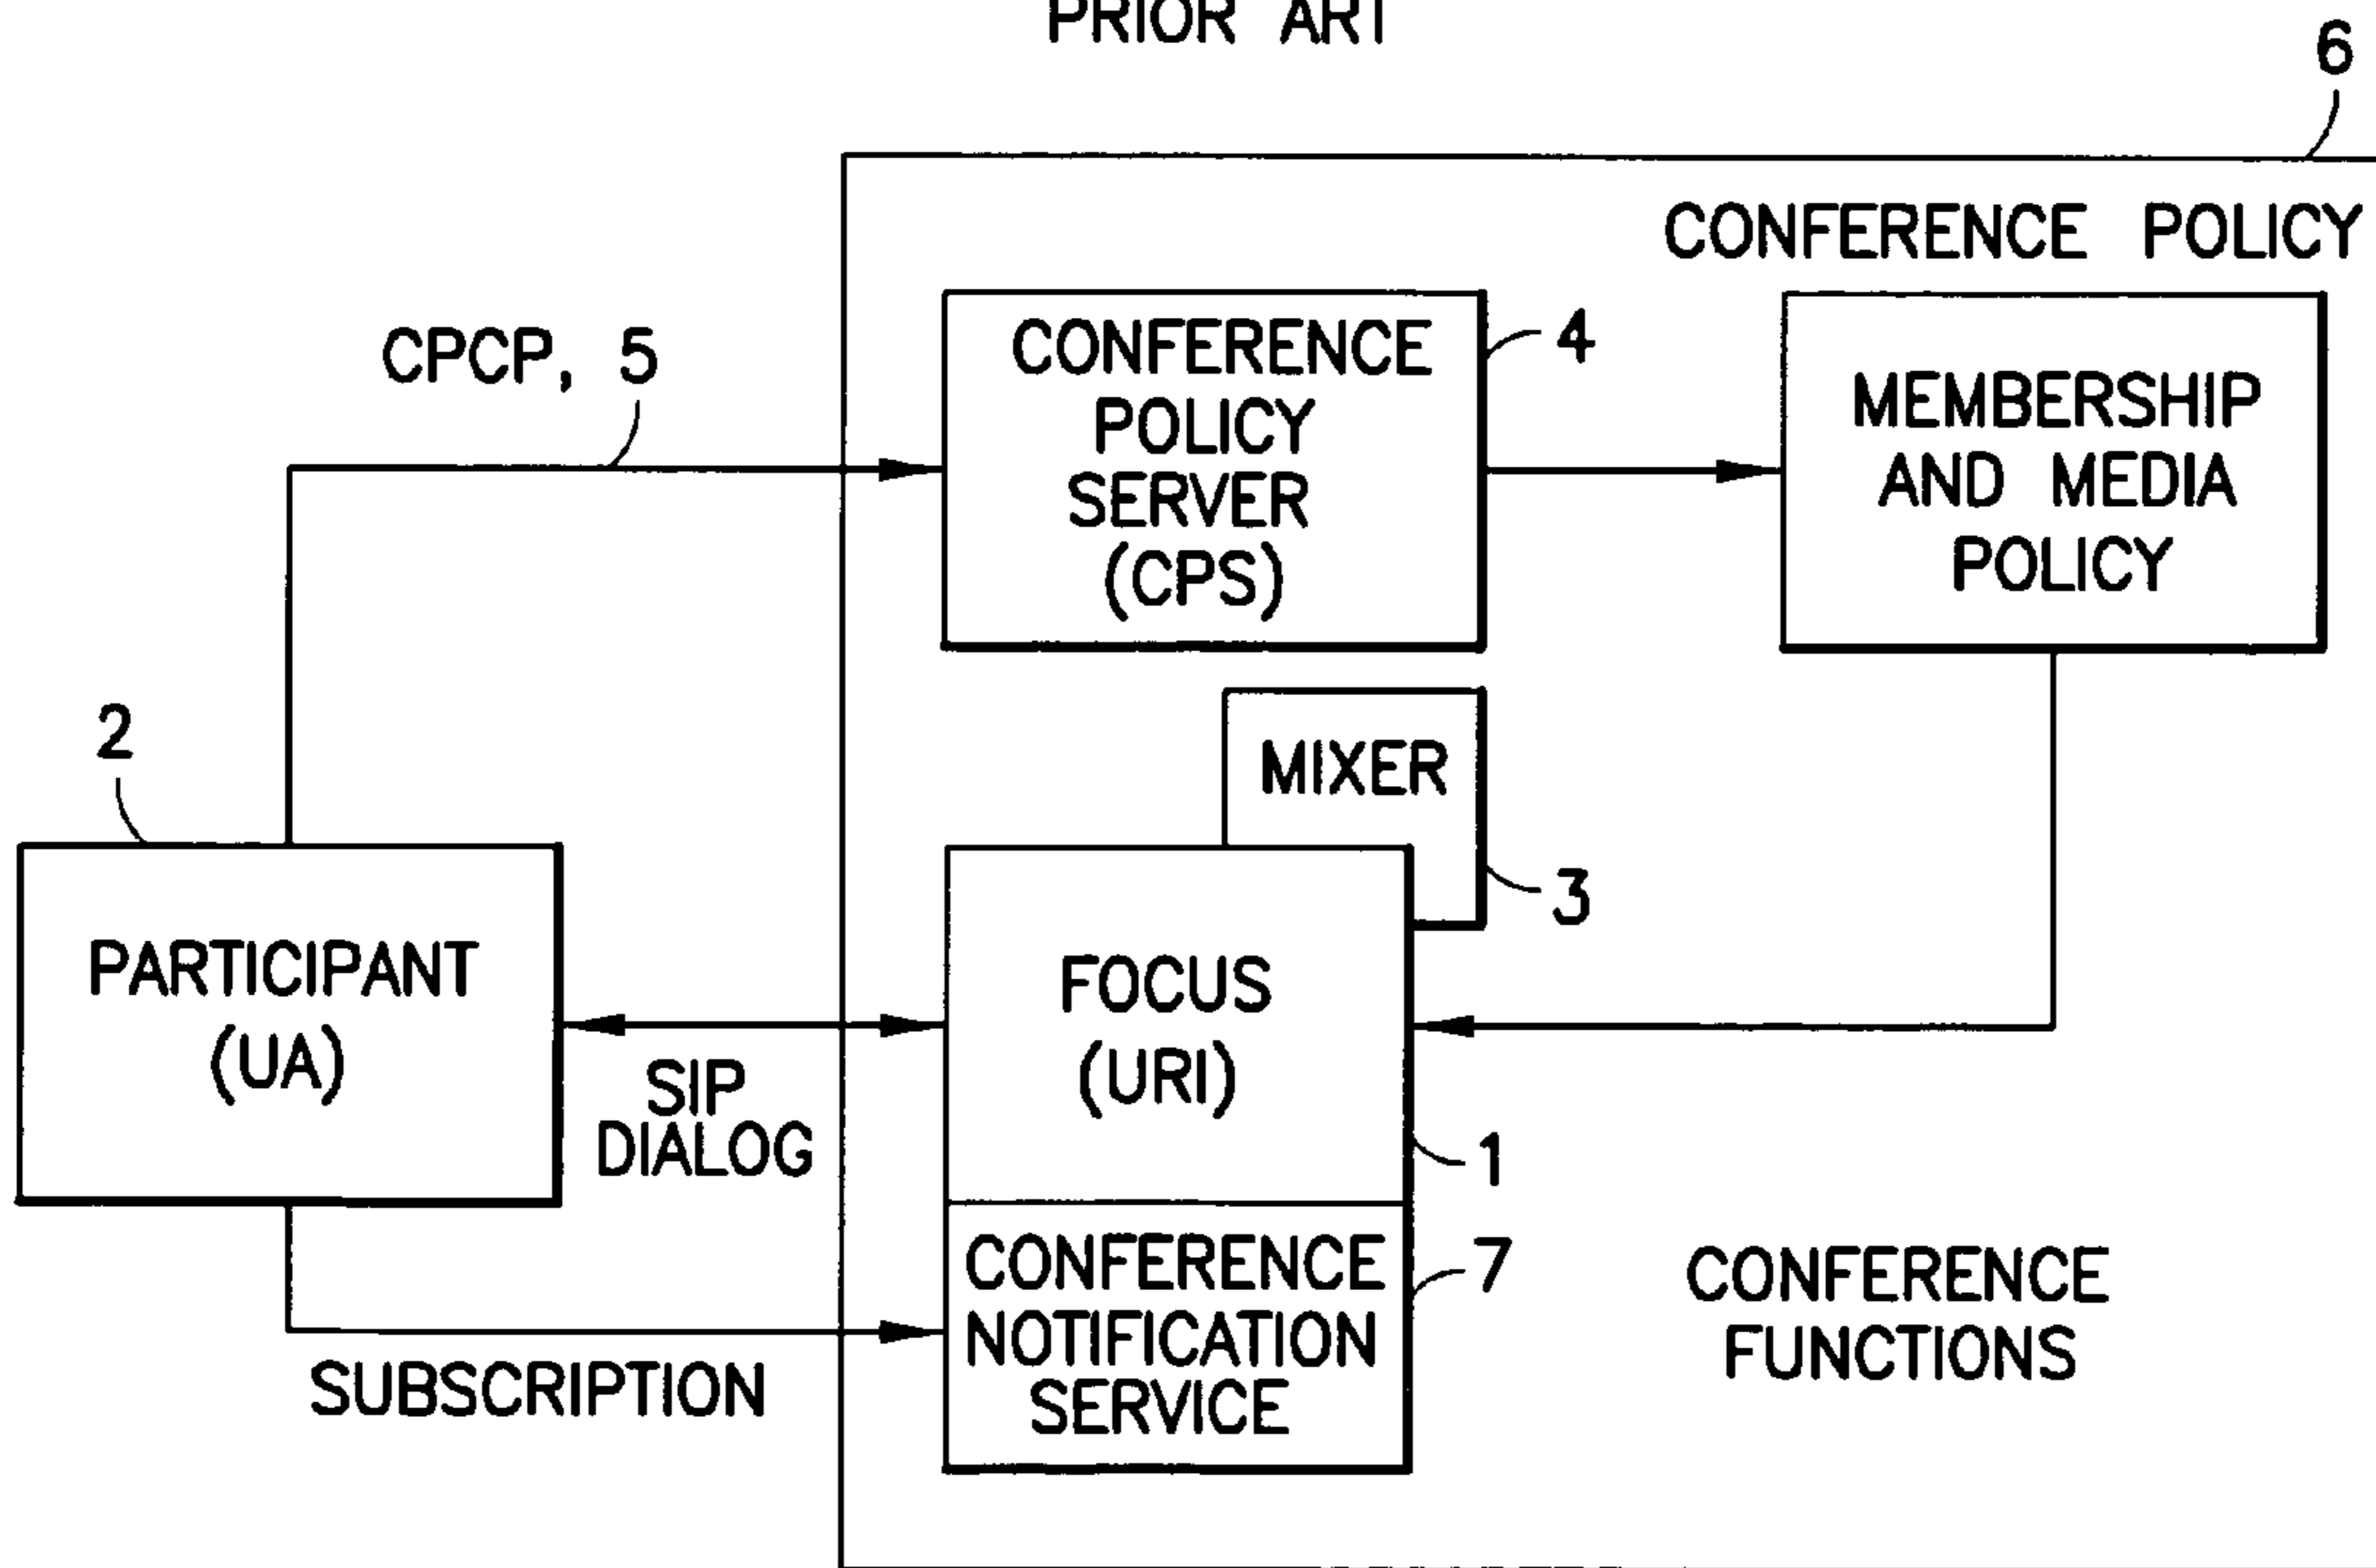 PRIOR ART
6
CONFERENCE POLICY
CPCP, 5
CONFERENCE
POLICY
SERVER
(CPS)
4
MEMBERSHIP
AND MEDIA
POLICY
2
MIXER
3
PARTICIPANT
(UA)
SIP
DIALOG
FOCUS
(URI)
1
CONFERENCE
NOTIFICATION
SERVICE
7
CONFERENCE
FUNCTIONS
SUBSCRIPTION